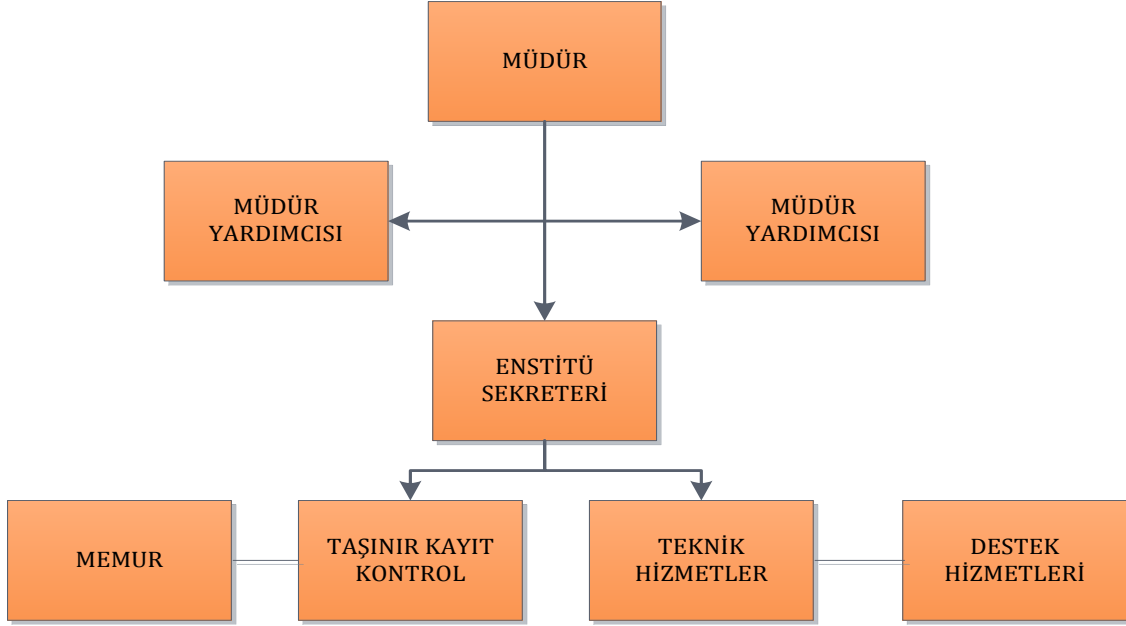 MÜDÜR
MÜDÜR
YARDIMCISI
MÜDÜR
YARDIMCISI
ENSTİTÜ
SEKRETERİ
MEMUR
TAŞINIR KAYIT
KONTROL
TEKNİK
HİZMETLER
DESTEK
HİZMETLERİ